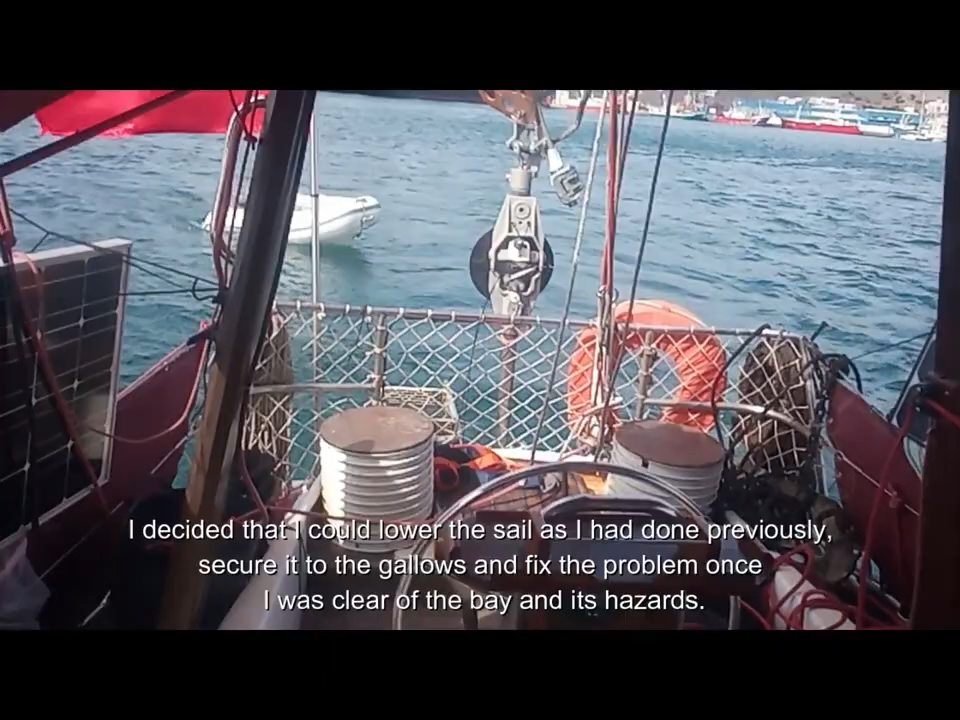 I decided that I could lower the sail as I had done previously,
secure it to the gallows and fix the problem once
I was clear of the bay and its hazards.